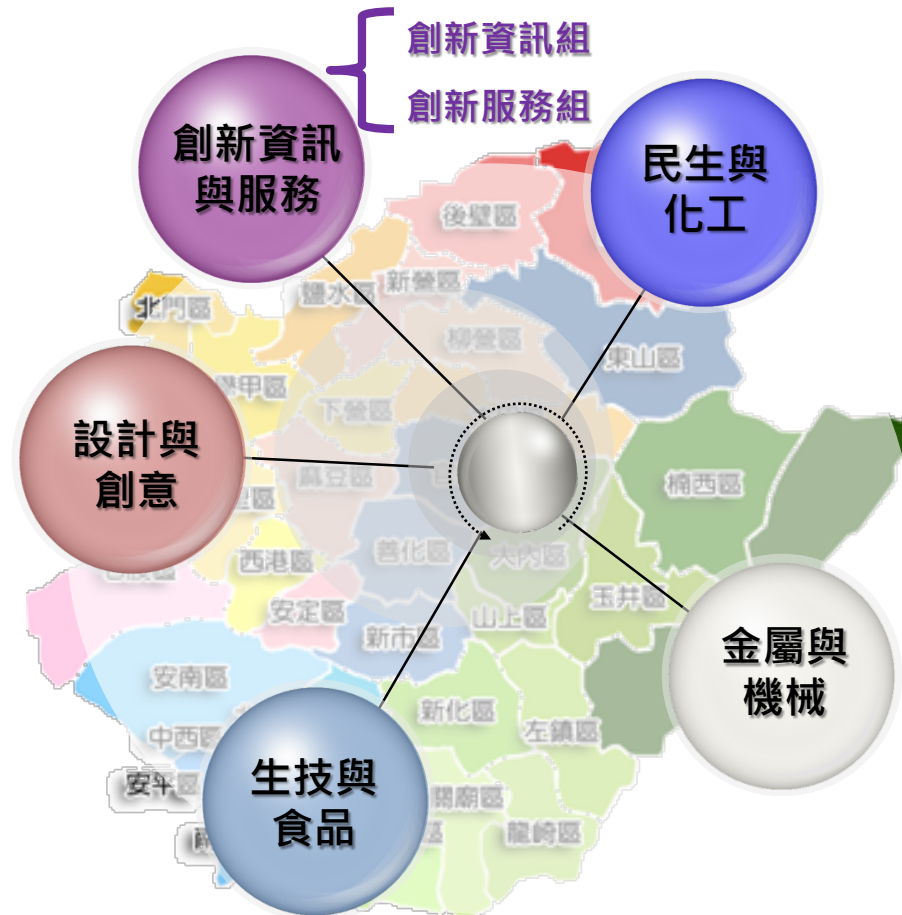 創新資訊組
創新服務組
創新資訊
與服務
民生與
化工
後壁區
新營區
鹽水區
北門區
柳營區
東山區
下營區
設計與
創意
麻豆區
楠西區
善化區
大內區
西港區
玉井區
安定區
山上區
新市區
金屬與
機械
安南區
新化區
左鎮區
中西區
生技與
食品
安平區
關廟區
龍崎區